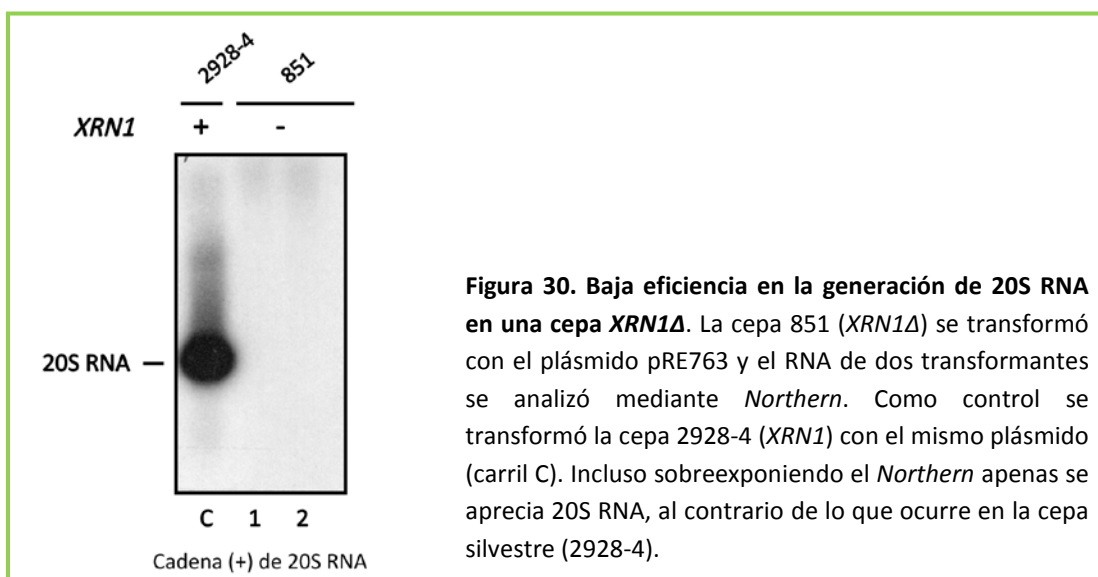 2928-4 851
XRN1 + -
20S RNA
C 1 2
Cadena (+) de 20S RNA
Figura 30. Baja eficiencia en la generación de 20S RNA
en una cepa XRN1Δ. La cepa 851 (XRN1Δ) se transformó
con el plásmido pRE763 y el RNA de dos transformantes
se analizó mediante Northern. Como control se
transformó la cepa 2928-4 (XRN1) con el mismo plásmido
(carril C). Incluso sobreexponiendo el Northern apenas se
aprecia 20S RNA, al contrario de lo que ocurre en la cepa
silvestre (2928-4).